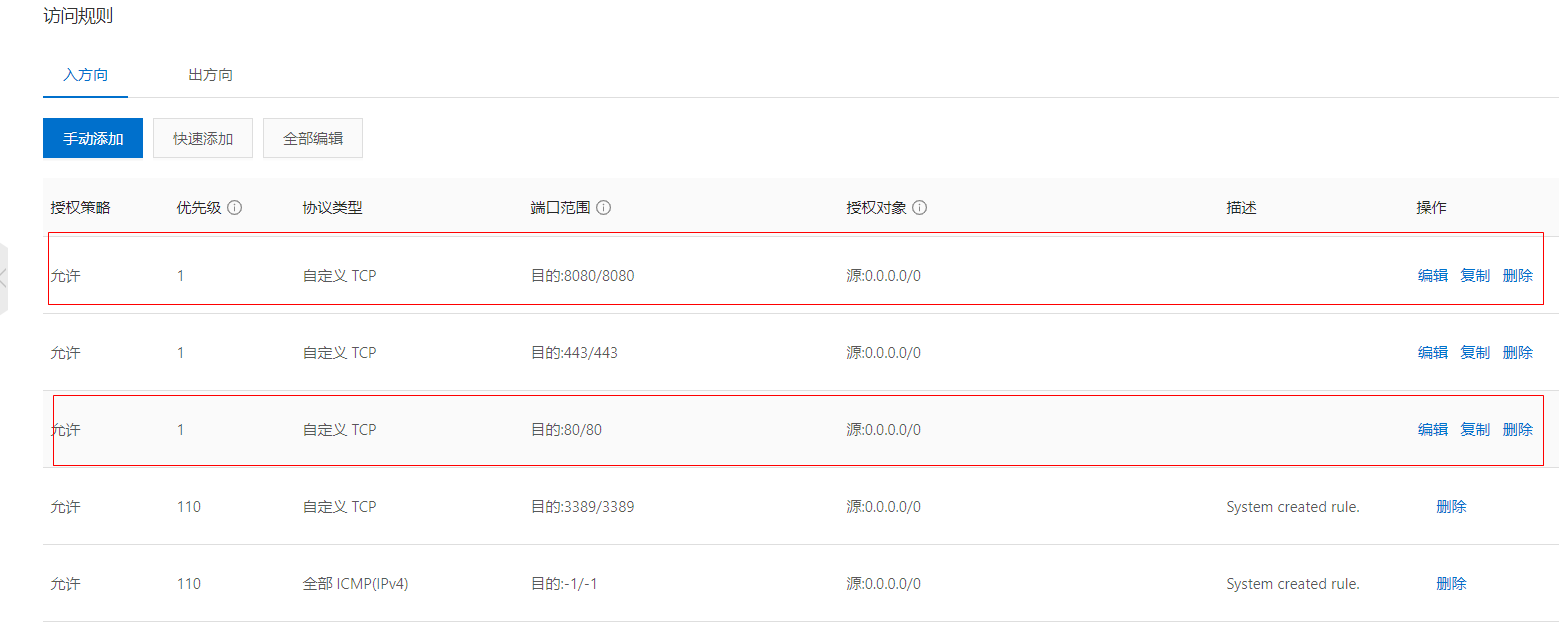 访问规则
入方向 出方向
手动添加 快速添加 全部编辑
授权策略 优先级 协议类型 端口范围 授权对象 描述 操作
允许 1 自定义 TCP 目的:8080/8080 源:0.0.0.0/0 编辑 复制 删除
允许 1 自定义 TCP 目的:443/443 源:0.0.0.0/0 编辑 复制 删除
允许 1 自定义 TCP 目的:80/80 源:0.0.0.0/0 编辑 复制 删除
允许 110 自定义 TCP 目的:3389/3389 源:0.0.0.0/0 System created rule. 删除
允许 110 全部 ICMP(IPv4) 目的:-1/-1 源:0.0.0.0/0 System created rule. 删除